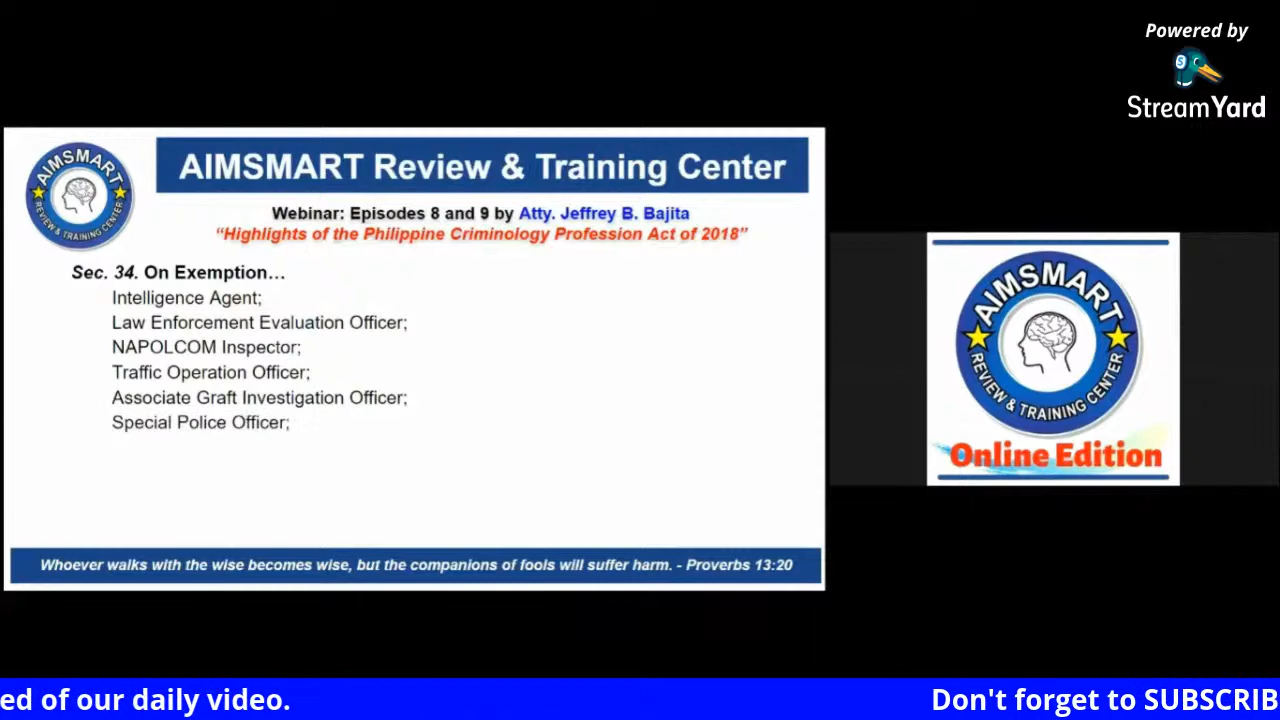 Powered by
StreamYard
AIMSMART
REVIEW & TRAINING CENTER
AIMSMART Review & Training Center
Webinar: Episodes 8 and 9 by Atty. Jeffrey B. Bajita
“Highlights of the Philippine Criminology Profession Act of 2018”
Sec. 34. On Exemption…
Intelligence Agent;
Law Enforcement Evaluation Officer;
NAPOLCOM Inspector;
Traffic Operation Officer;
Associate Graft Investigation Officer;
Special Police Officer;
Whoever walks with the wise becomes wise, but the companions of fools will suffer harm. - Proverbs 13:20
AIMSMART
REVIEW & TRAINING CENTER
Online Edition
ed of our daily video.
Don't forget to SUBSCRIB